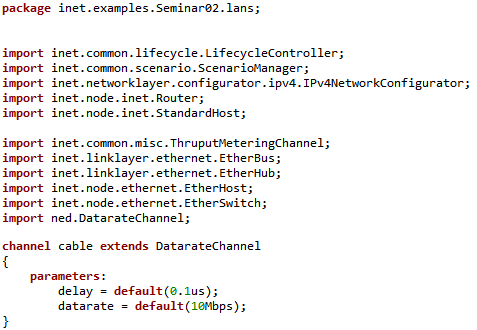 package inet.examples.Seminar02.lans;
import inet.common.lifecycle.LifecycleController;
import inet.common.scenario.ScenarioManager;
import inet.networklayer.configurator.ipv4.IPv4NetworkConfigurator;
import inet.node.inet.Router;
import inet.node.inet.StandardHost;
import inet.common.misc.ThruputMeteringChannel;
import inet.linklayer.ethernet.EtherBus;
import inet.linklayer.ethernet.EtherHub;
import inet.node.ethernet.EtherHost;
import inet.node.ethernet.EtherSwitch;
import ned.DatarateChannel;
channel cable extends DatarateChannel
{
    parameters:
        delay = default(0.1us);
        datarate = default(10Mbps);
}